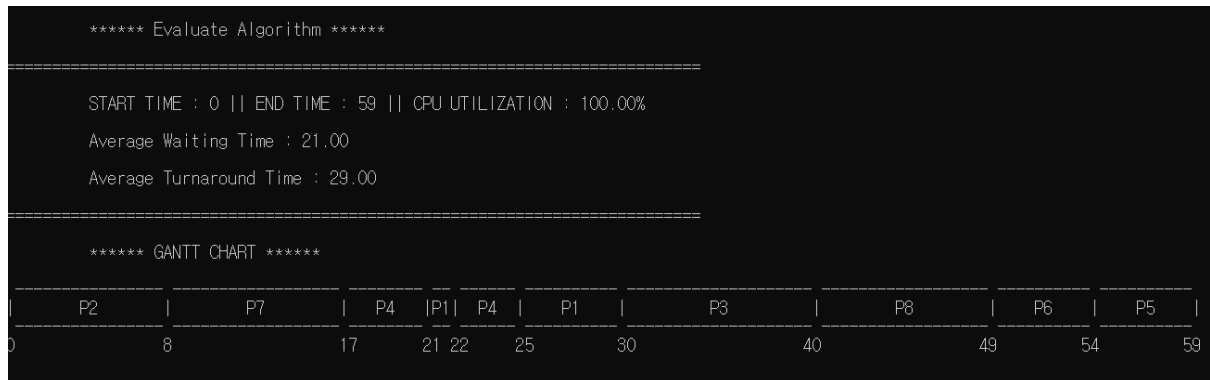 ****** Evaluate Algorithm ******
==============================================================================
START TIME : 0 || END TIME : 59 || CPU UTILIZATION : 100.00%
Average Waiting Time : 21.00
Average Turnaround Time : 29.00
==============================================================================
****** GANTT CHART ******
| P2 | P7 | P4 |P1| P4 | P1 | P3 | P8 | P6 | P5 |
0 8 17 21 22 25 30 40 49 54 59